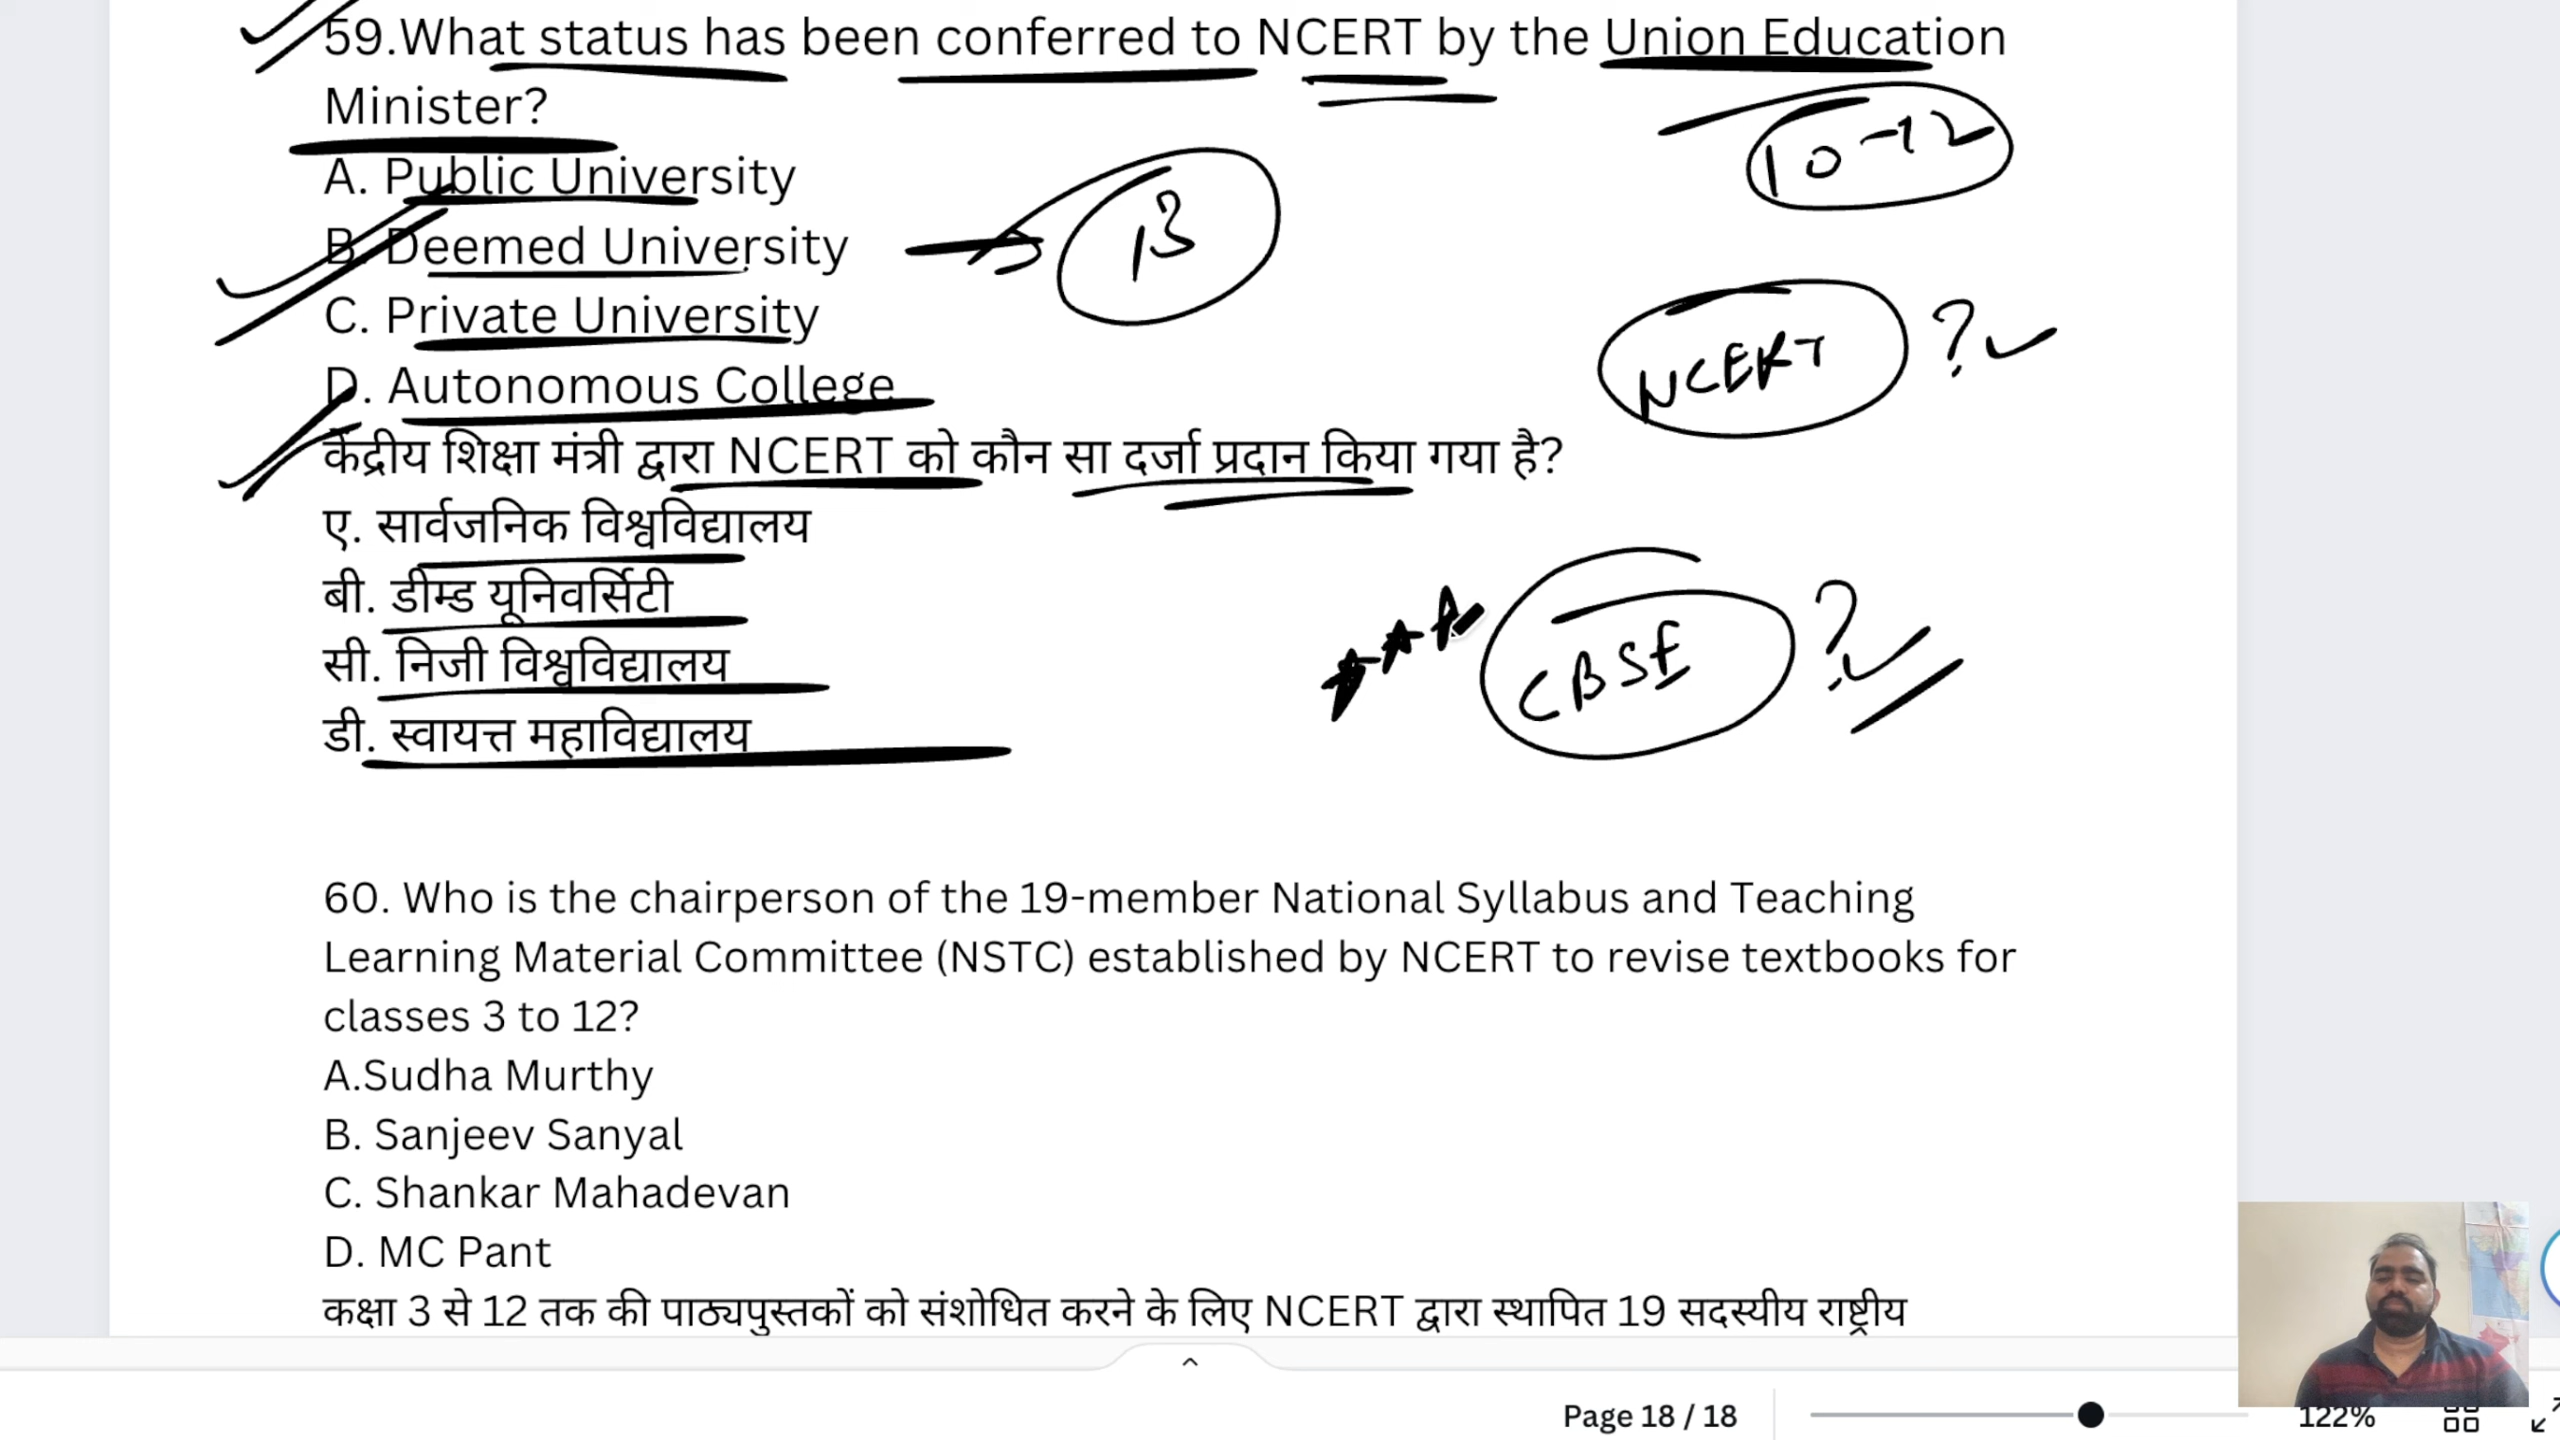 59.What status has been conferred to NCERT by the Union Education
Minister?
10-12
A. Public University
B. Deemed University
13
C. Private University
NCERT ?
D. Autonomous College
केंद्रीय शिक्षा मंत्री द्वारा NCERT को कौन सा दर्जा प्रदान किया गया है?
ए. सार्वजनिक विश्वविद्यालय
बी. डीम्ड यूनिवर्सिटी
CBSE ?
सी. निजी विश्वविद्यालय
डी. स्वायत्त महाविद्यालय
60. Who is the chairperson of the 19-member National Syllabus and Teaching
Learning Material Committee (NSTC) established by NCERT to revise textbooks for
classes 3 to 12?
A.Sudha Murthy
B. Sanjeev Sanyal
C. Shankar Mahadevan
D. MC Pant
कक्षा 3 से 12 तक की पाठ्यपुस्तकों को संशोधित करने के लिए NCERT द्वारा स्थापित 19 सदस्यीय राष्ट्रीय
Page 18 / 18
122%